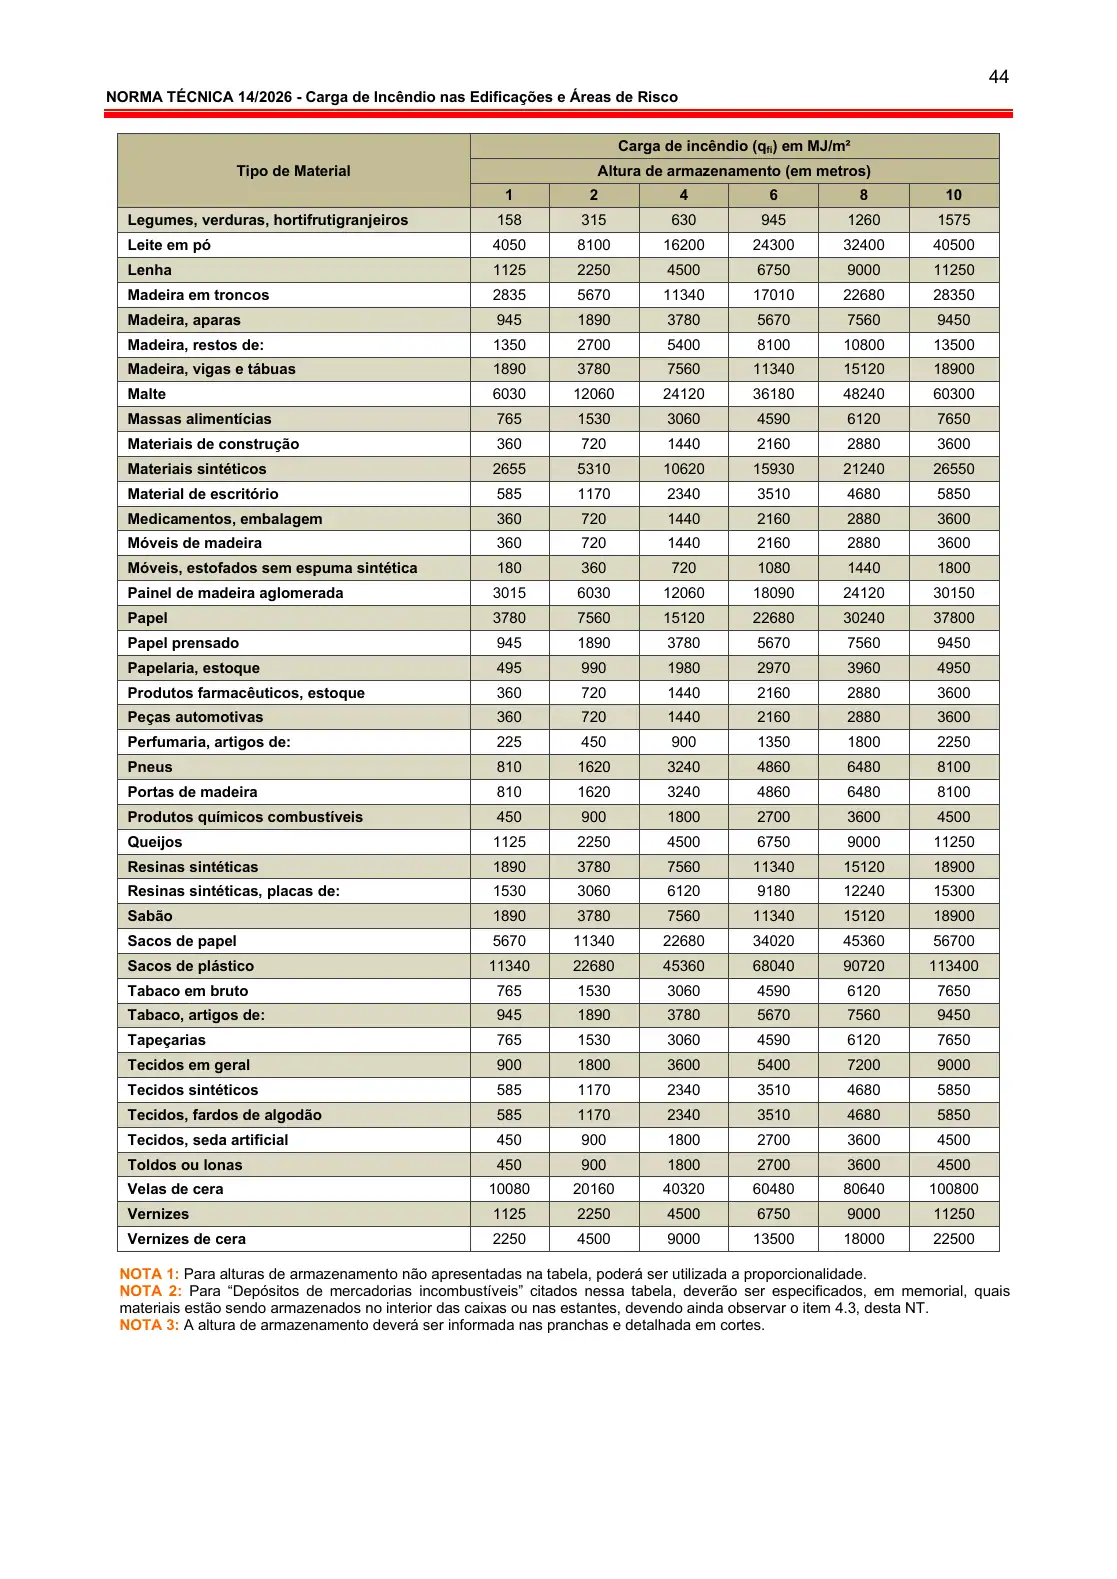 44
NORMA TÉCNICA 14/2026 - Carga de Incêndio nas Edificações e Áreas de Risco
Tipo de Material
Carga de incêndio (qfi) em MJ/m²
Altura de armazenamento (em metros)
1 2 4 6 8 10
Legumes, verduras, hortifrutigranjeiros 158 315 630 945 1260 1575
Leite em pó 4050 8100 16200 24300 32400 40500
Lenha 1125 2250 4500 6750 9000 11250
Madeira em troncos 2835 5670 11340 17010 22680 28350
Madeira, aparas 945 1890 3780 5670 7560 9450
Madeira, restos de: 1350 2700 5400 8100 10800 13500
Madeira, vigas e tábuas 1890 3780 7560 11340 15120 18900
Malte 6030 12060 24120 36180 48240 60300
Massas alimentícias 765 1530 3060 4590 6120 7650
Materiais de construção 360 720 1440 2160 2880 3600
Materiais sintéticos 2655 5310 10620 15930 21240 26550
Material de escritório 585 1170 2340 3510 4680 5850
Medicamentos, embalagem 360 720 1440 2160 2880 3600
Móveis de madeira 360 720 1440 2160 2880 3600
Móveis, estofados sem espuma sintética 180 360 720 1080 1440 1800
Painel de madeira aglomerada 3015 6030 12060 18090 24120 30150
Papel 3780 7560 15120 22680 30240 37800
Papel prensado 945 1890 3780 5670 7560 9450
Papelaria, estoque 495 990 1980 2970 3960 4950
Produtos farmacêuticos, estoque 360 720 1440 2160 2880 3600
Peças automotivas 360 720 1440 2160 2880 3600
Perfumaria, artigos de: 225 450 900 1350 1800 2250
Pneus 810 1620 3240 4860 6480 8100
Portas de madeira 810 1620 3240 4860 6480 8100
Produtos químicos combustíveis 450 900 1800 2700 3600 4500
Queijos 1125 2250 4500 6750 9000 11250
Resinas sintéticas 1890 3780 7560 11340 15120 18900
Resinas sintéticas, placas de: 1530 3060 6120 9180 12240 15300
Sabão 1890 3780 7560 11340 15120 18900
Sacos de papel 5670 11340 22680 34020 45360 56700
Sacos de plástico 11340 22680 45360 68040 90720 113400
Tabaco em bruto 765 1530 3060 4590 6120 7650
Tabaco, artigos de: 945 1890 3780 5670 7560 9450
Tapeçarias 765 1530 3060 4590 6120 7650
Tecidos em geral 900 1800 3600 5400 7200 9000
Tecidos sintéticos 585 1170 2340 3510 4680 5850
Tecidos, fardos de algodão 585 1170 2340 3510 4680 5850
Tecidos, seda artificial 450 900 1800 2700 3600 4500
Toldos ou lonas 450 900 1800 2700 3600 4500
Velas de cera 10080 20160 40320 60480 80640 100800
Vernizes 1125 2250 4500 6750 9000 11250
Vernizes de cera 2250 4500 9000 13500 18000 22500
NOTA 1: Para alturas de armazenamento não apresentadas na tabela, poderá ser utilizada a proporcionalidade.
NOTA 2: Para “Depósitos de mercadorias incombustíveis” citados nessa tabela, deverão ser especificados, em memorial, quais
materiais estão sendo armazenados no interior das caixas ou nas estantes, devendo ainda observar o item 4.3, desta NT.
NOTA 3: A altura de armazenamento deverá ser informada nas pranchas e detalhada em cortes.